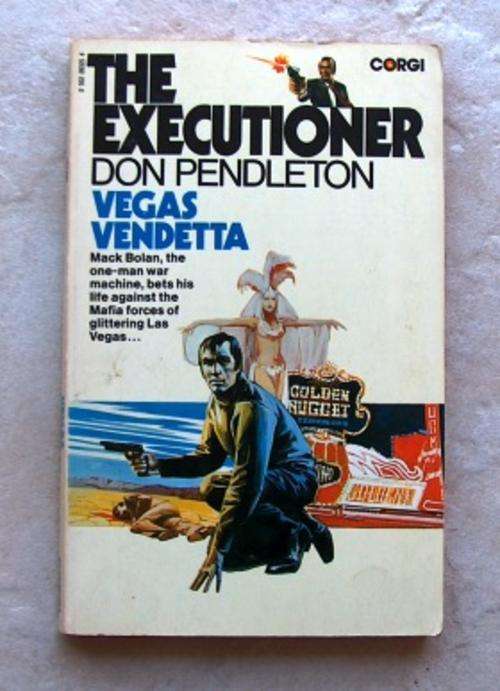 THE
CORGI
EXECUTIONER
DON PENDLETON
VEGAS
VENDETTA
Mack Bolan, the
one-man war
machine, bets his
life against the
Mafia forces of
glittering Las
Vegas...
GOLDEN
NUGGET